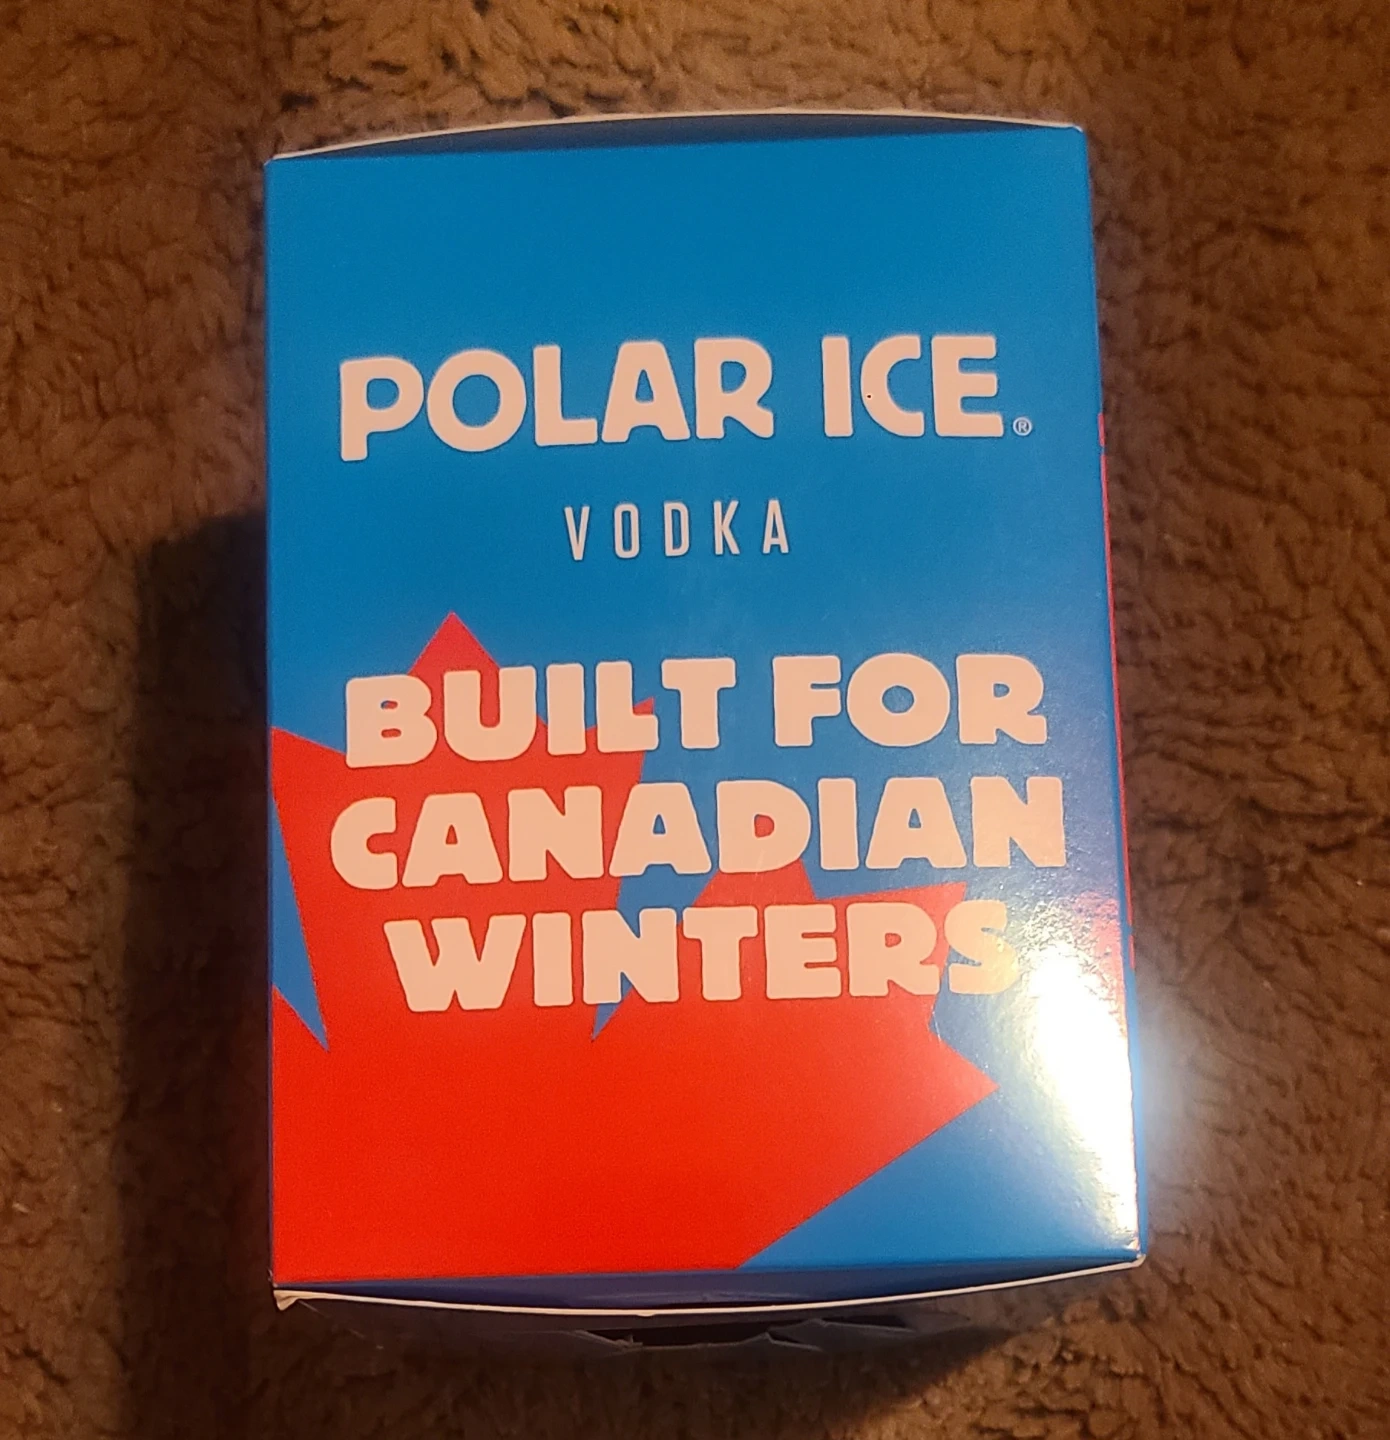 POLAR ICE®
VODKA
BUILT FOR
CANADIAN
WINTERS